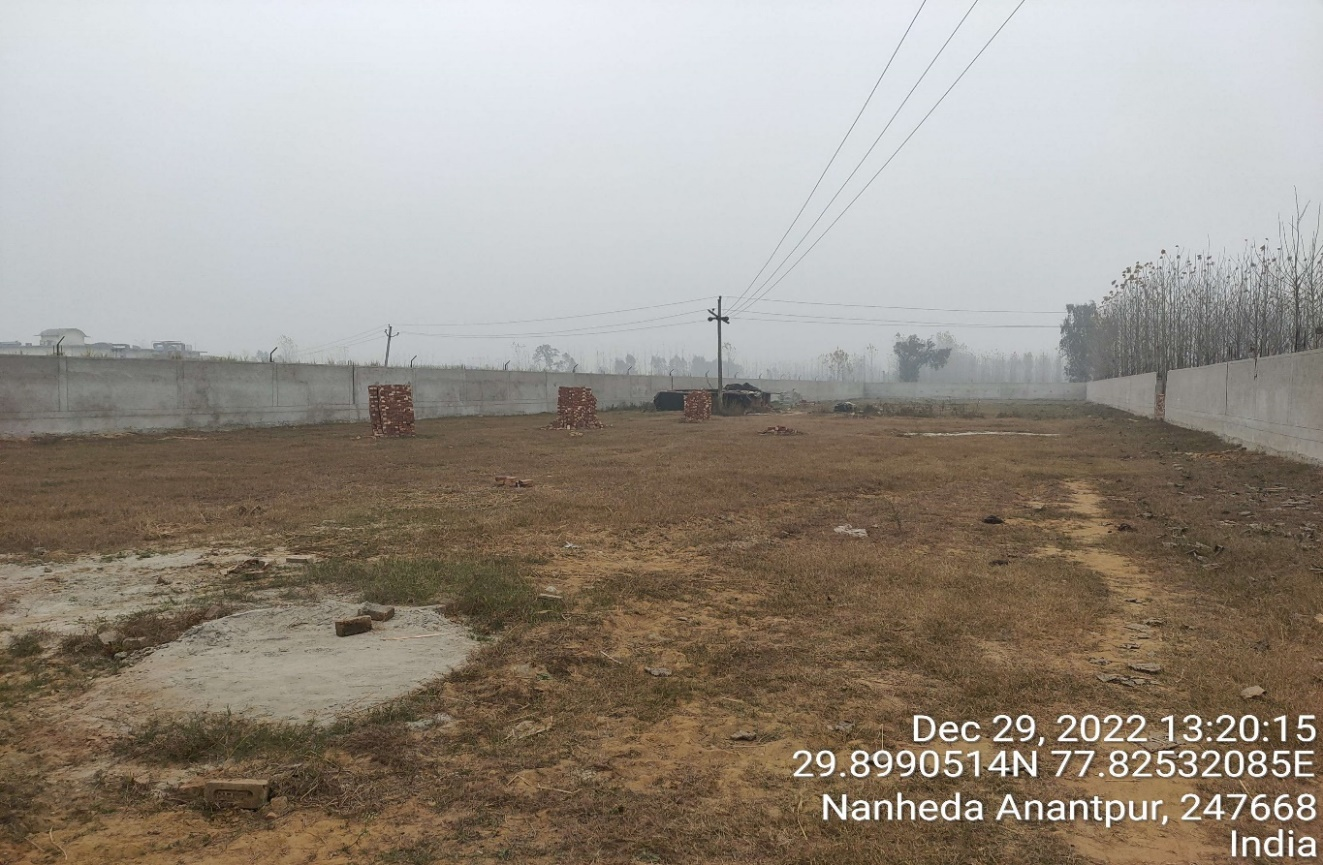 Dec 29, 2022 13:20:15
29.8990514N 77.82532085E
Nanheda Anantpur, 247668
India